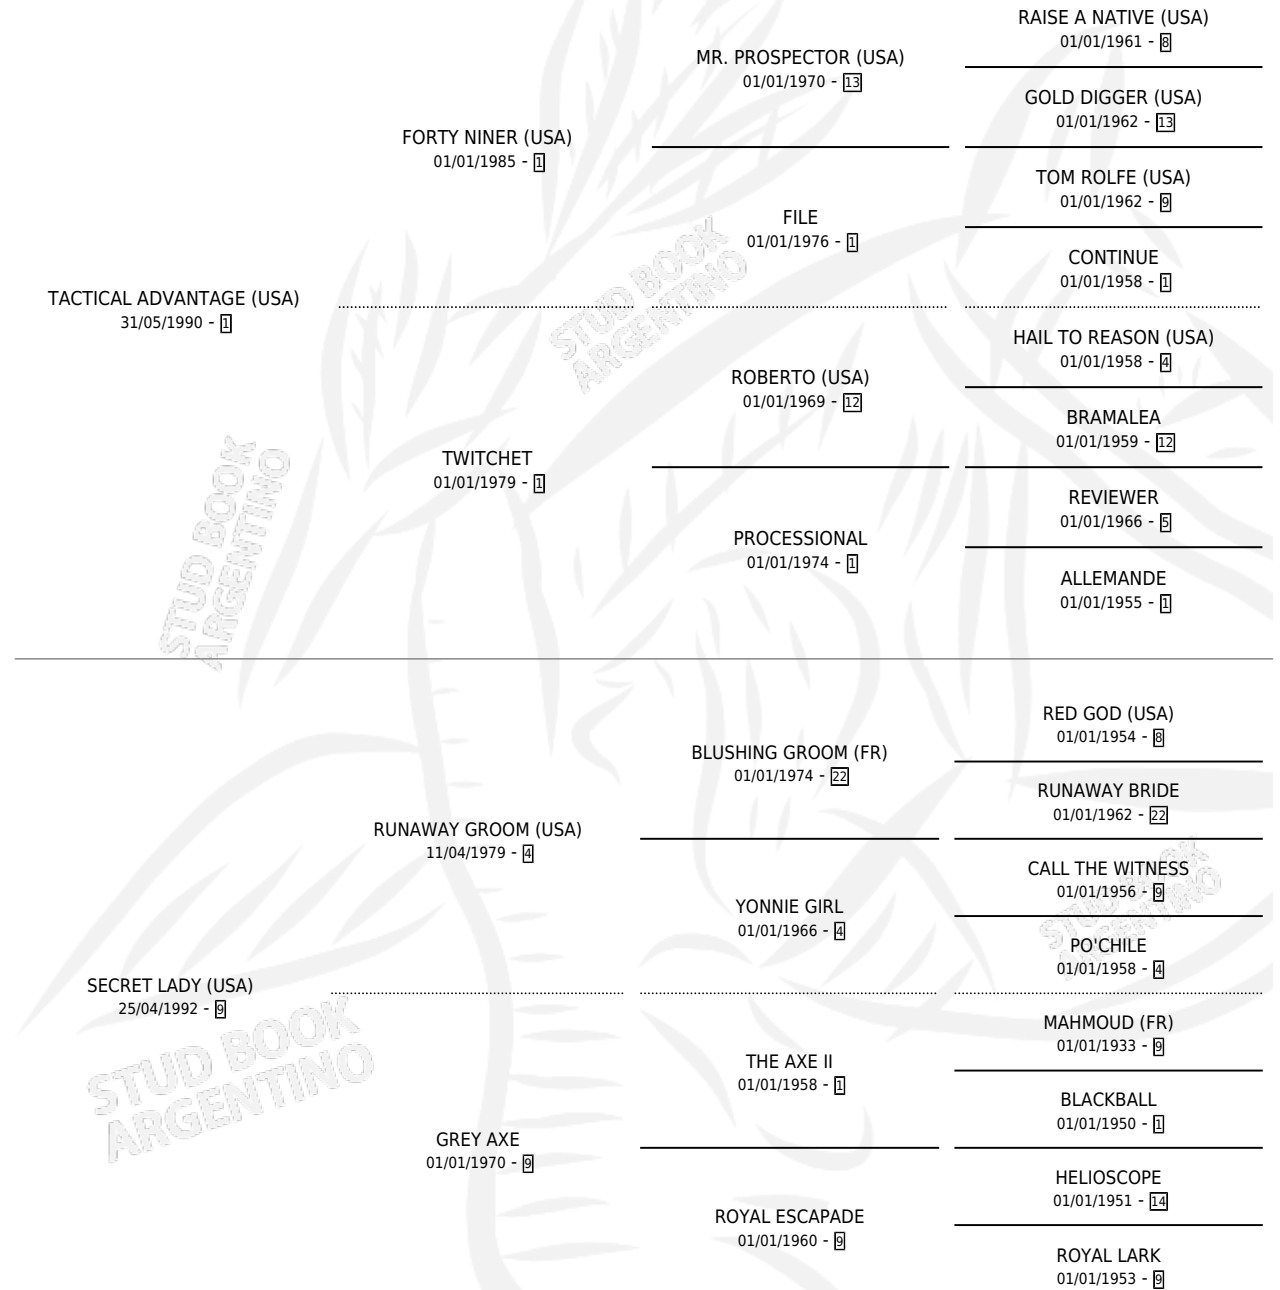 RAISE A NATIVE (USA)
01/01/1961 - 8
MR. PROSPECTOR (USA)
01/01/1970 - 13
GOLD DIGGER (USA)
01/01/1962 - 13
FORTY NINER (USA)
01/01/1985 - 1
TOM ROLFE (USA)
01/01/1962 - 9
FILE
01/01/1976 - 1
CONTINUE
01/01/1958 - 1
TACTICAL ADVANTAGE (USA)
31/05/1990 - 1
HAIL TO REASON (USA)
01/01/1958 - 4
ROBERTO (USA)
01/01/1969 - 12
BRAMALEA
01/01/1959 - 12
TWITCHET
01/01/1979 - 1
REVIEWER
01/01/1966 - 5
PROCESSIONAL
01/01/1974 - 1
ALLEMANDE
01/01/1955 - 1
RED GOD (USA)
01/01/1954 - 8
BLUSHING GROOM (FR)
01/01/1974 - 22
RUNAWAY BRIDE
01/01/1962 - 22
RUNAWAY GROOM (USA)
11/04/1979 - 4
CALL THE WITNESS
01/01/1956 - 9
YONNIE GIRL
01/01/1966 - 4
PO'CHILE
01/01/1958 - 4
SECRET LADY (USA)
25/04/1992 - 9
MAHMOUD (FR)
01/01/1933 - 9
THE AXE II
01/01/1958 - 1
BLACKBALL
01/01/1950 - 1
GREY AXE
01/01/1970 - 9
HELIOSCOPE
01/01/1951 - 14
ROYAL ESCAPADE
01/01/1960 - 9
ROYAL LARK
01/01/1953 - 9
STUD BOOK
ARGENTINO
STUD BOOK
ARGENTINO
STUD BOOK
ARGENTINO
STUD BOOK
ARGENTINO